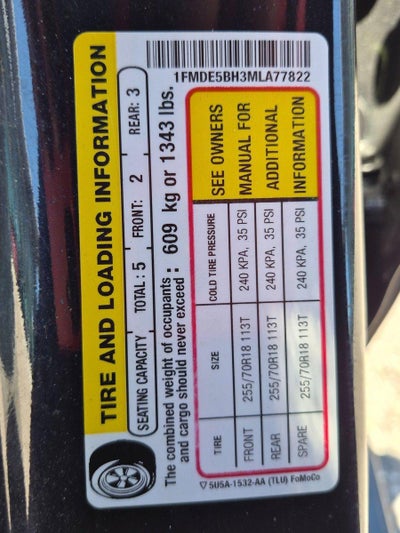 1FMDE5BH3MLA77822
TIRE AND LOADING INFORMATION
SEATING CAPACITY TOTAL : 5 FRONT: 2 REAR: 3
The combined weight of occupants
and cargo should never exceed : 609 kg or 1343 lbs.
TIRE SIZE COLD TIRE PRESSURE SEE OWNERS
FRONT 255/70R18 113T 240 KPA, 35 PSI MANUAL FOR
REAR 255/70R18 113T 240 KPA, 35 PSI ADDITIONAL
SPARE 255/70R18 113T 240 KPA, 35 PSI INFORMATION
▽ 5U5A-1532-AA (TLU) FoMoCo